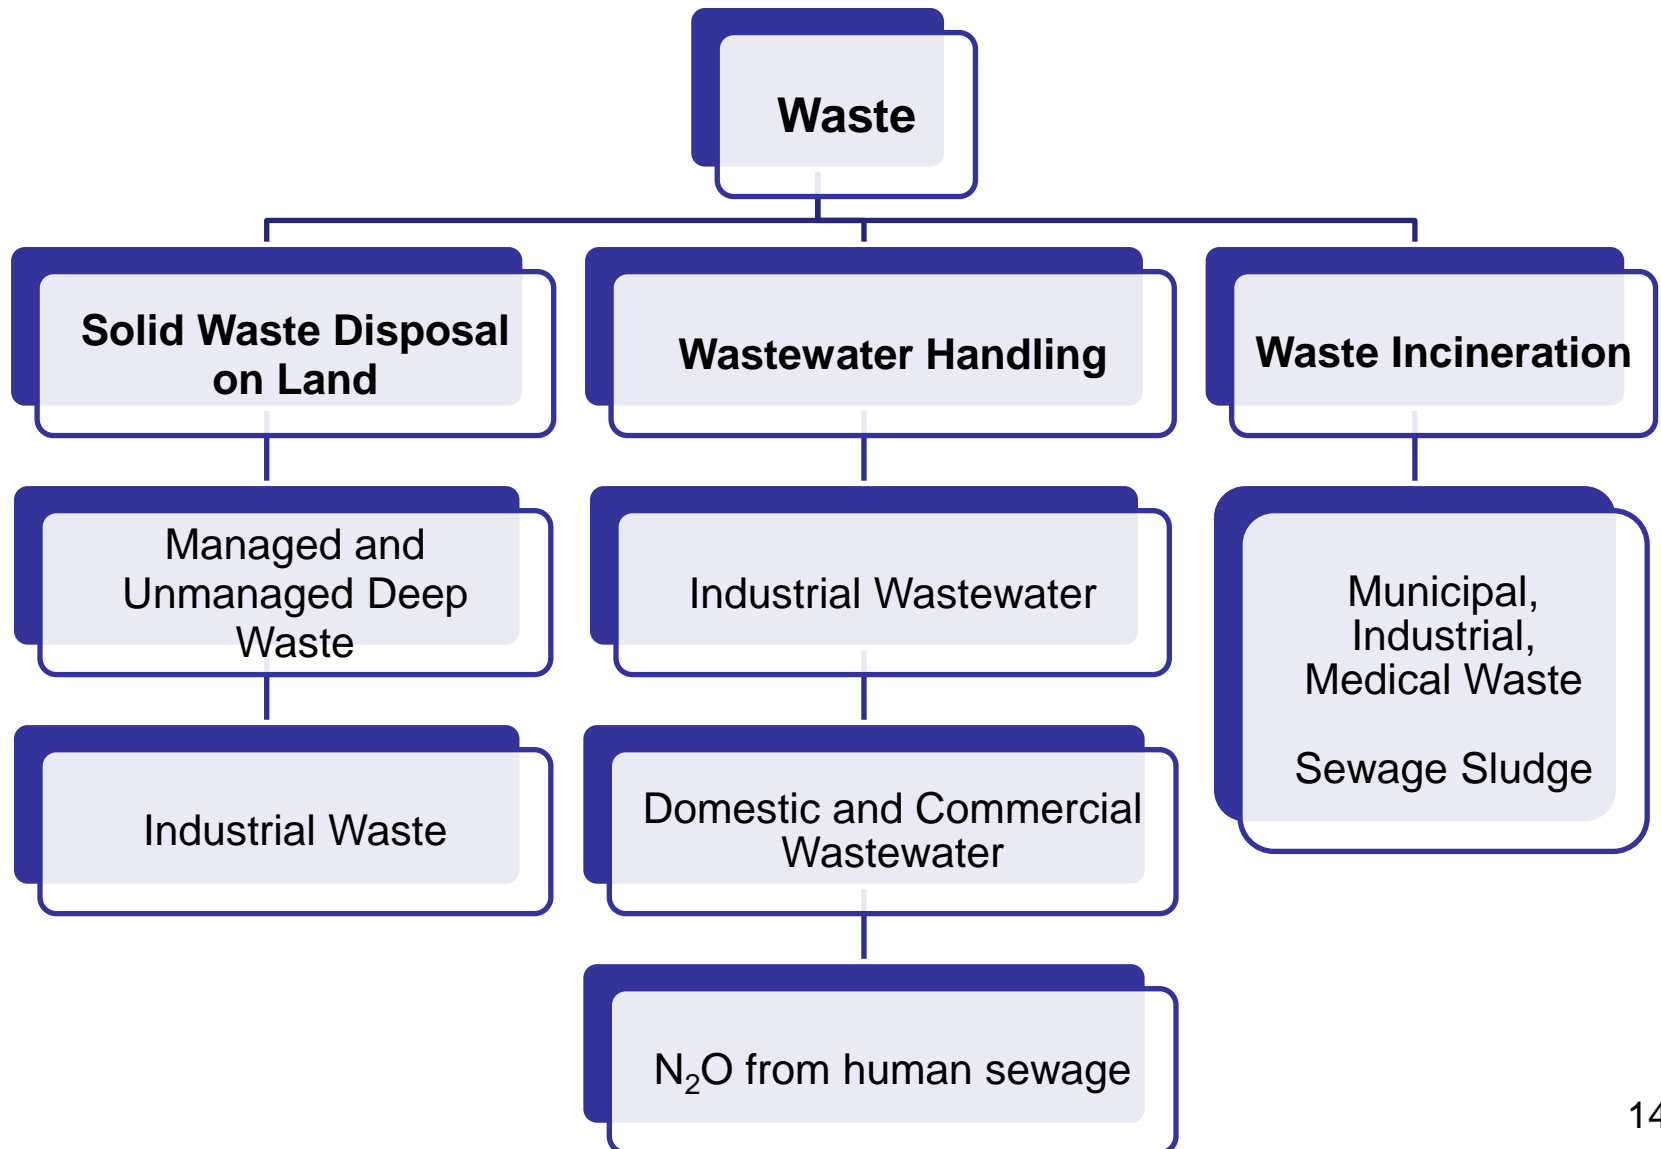 Waste
Solid Waste Disposal
on Land
Wastewater Handling
Waste Incineration
Managed and
Unmanaged Deep
Waste
Industrial Wastewater
Municipal,
Industrial,
Medical Waste
Sewage Sludge
Industrial Waste
Domestic and Commercial
Wastewater
N₂O from human sewage
14